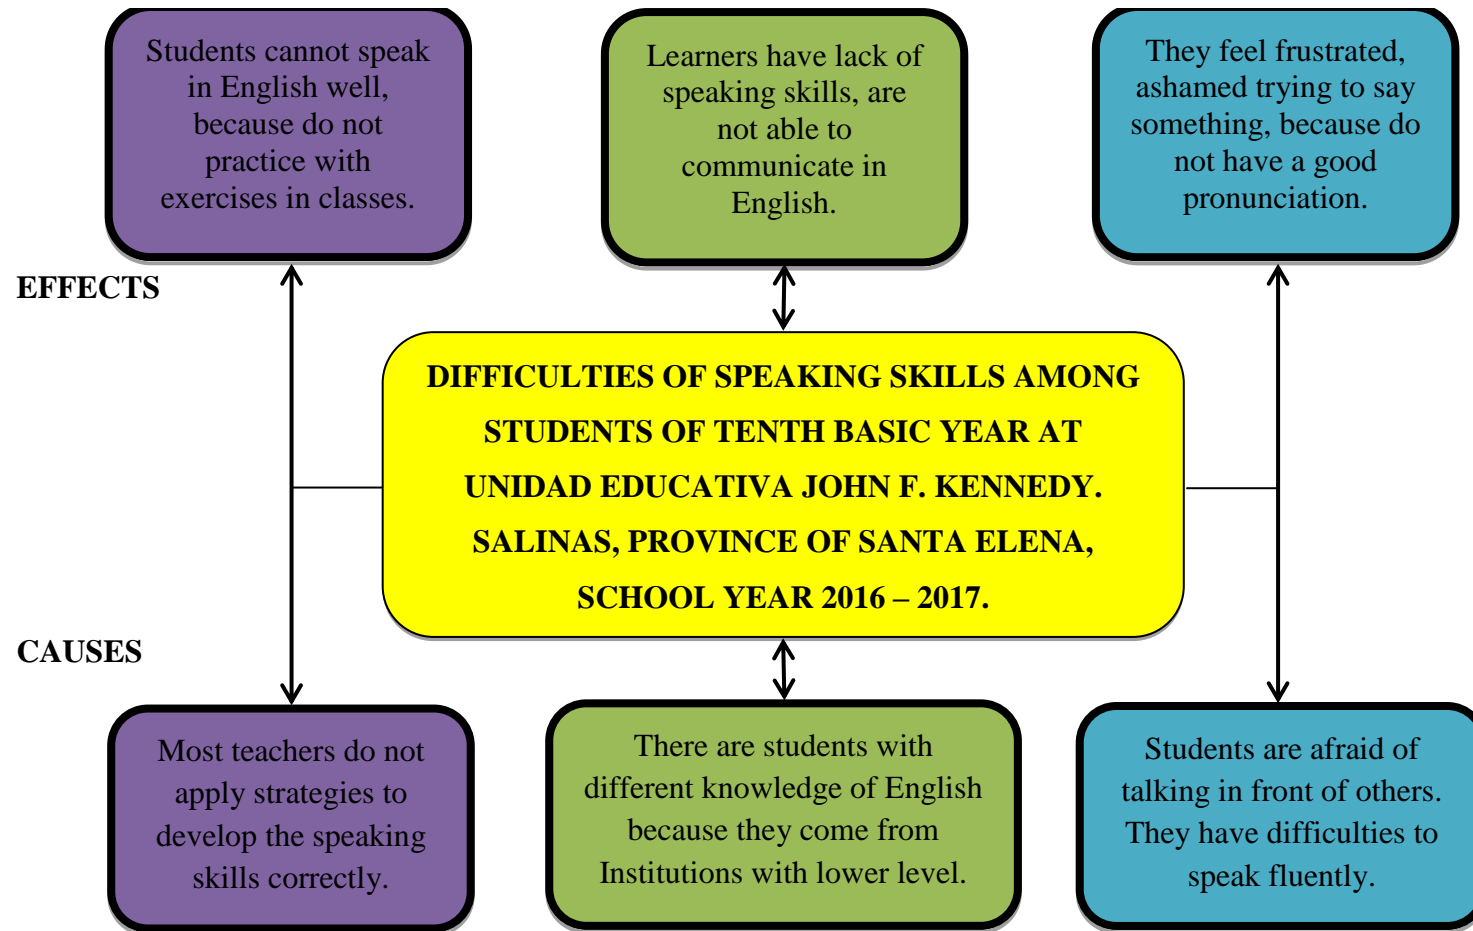 Students cannot speak
in English well,
because do not
practice with
exercises in classes.
Learners have lack of
speaking skills, are
not able to
communicate in
English.
They feel frustrated,
ashamed trying to say
something, because do
not have a good
pronunciation.
EFFECTS
DIFFICULTIES OF SPEAKING SKILLS AMONG
STUDENTS OF TENTH BASIC YEAR AT
UNIDAD EDUCATIVA JOHN F. KENNEDY.
SALINAS, PROVINCE OF SANTA ELENA,
SCHOOL YEAR 2016 – 2017.
CAUSES
Most teachers do not
apply strategies to
develop the speaking
skills correctly.
There are students with
different knowledge of English
because they come from
Institutions with lower level.
Students are afraid of
talking in front of others.
They have difficulties to
speak fluently.